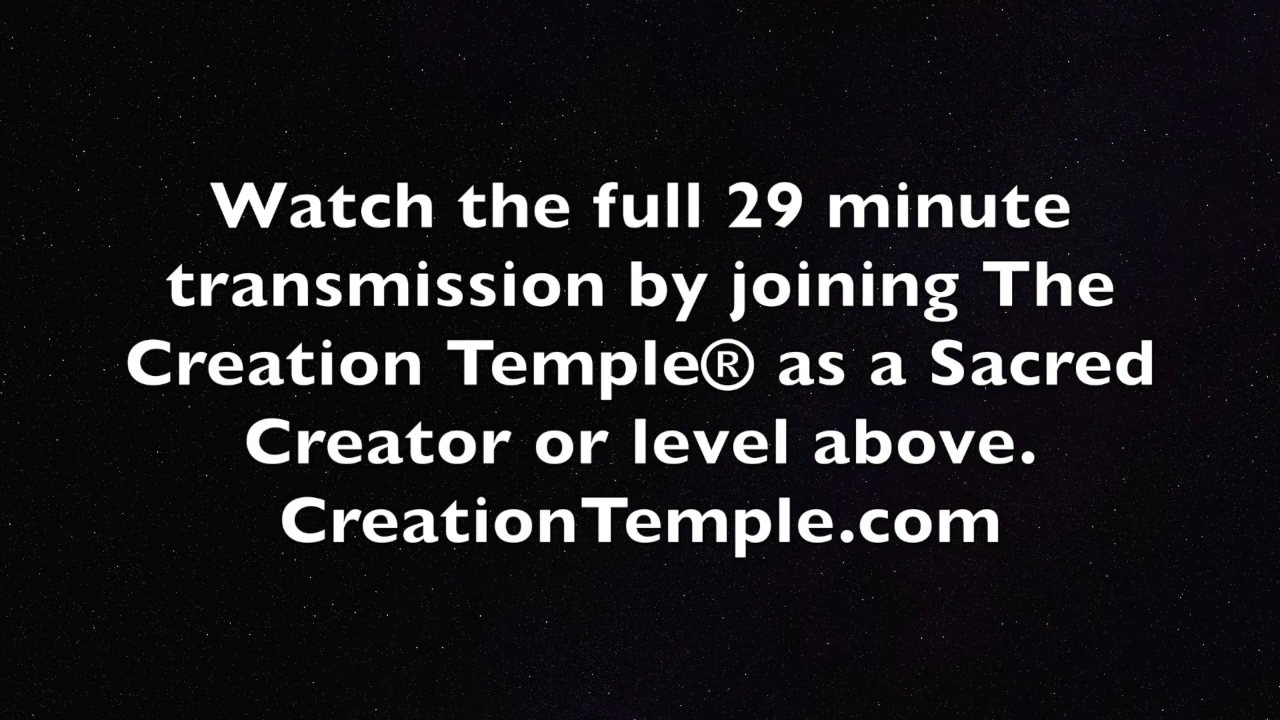 Watch the full 29 minute
transmission by joining The
Creation Temple® as a Sacred
Creator or level above.
CreationTemple.com